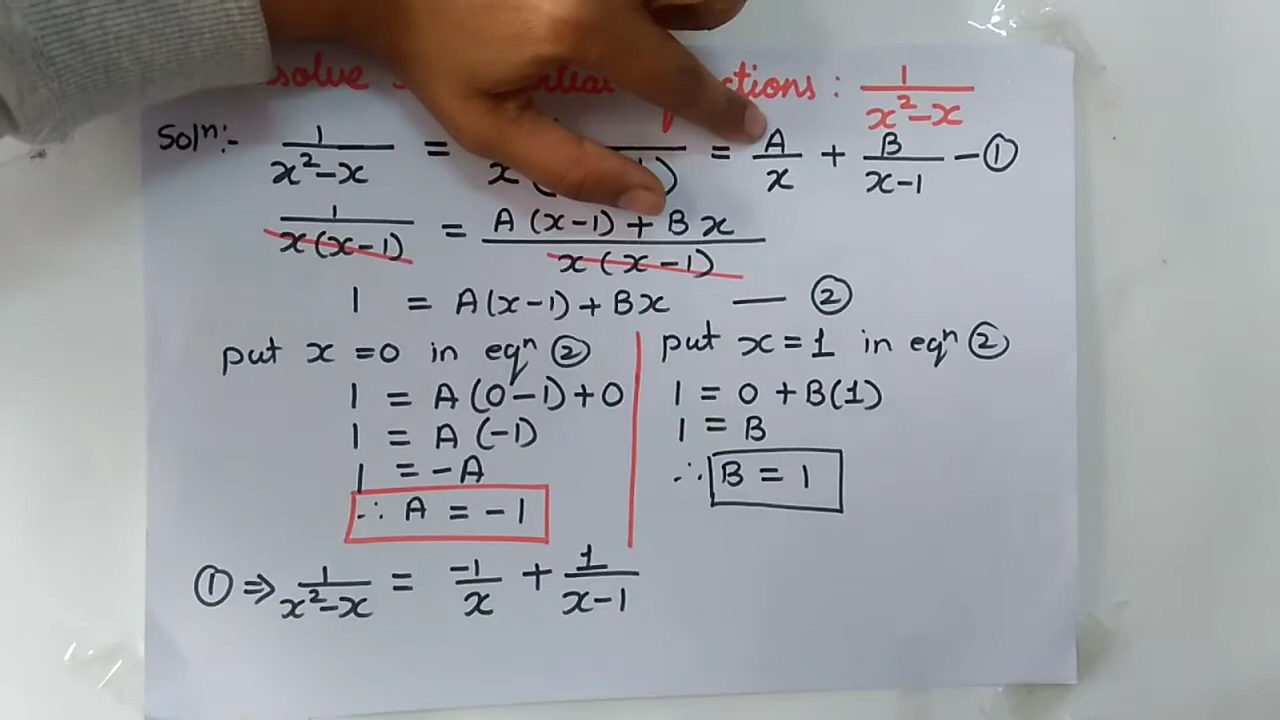 solve ctions : 1/(x²-x)
Solⁿ:- 1/(x²-x) = = A/x + B/(x-1) - ①
1/(x(x-1)) = (A(x-1) + Bx)/(x(x-1))
1 = A(x-1) + Bx — ②
put x = 0 in eqⁿ ②
1 = A(0-1) + 0
1 = A(-1)
1 = -A
∴ A = -1
put x = 1 in eqⁿ ②
1 = 0 + B(1)
1 = B
∴ B = 1
① ⇒ 1/(x²-x) = -1/x + 1/(x-1)